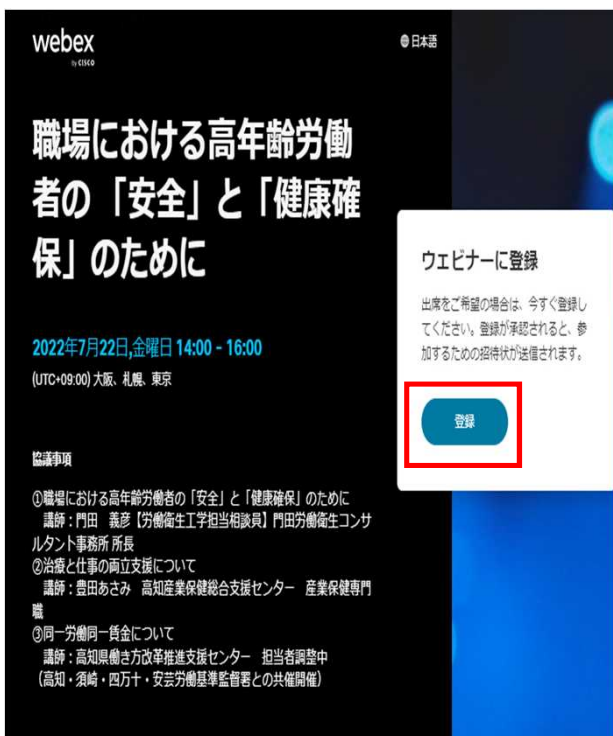 webex
by CISCO
日本語
職場における高年齢労働
者の「安全」と「健康確
保」のために
2022年7月22日,金曜日 14:00 - 16:00
(UTC+09:00) 大阪、札幌、東京
協議事項
①職場における高年齢労働者の「安全」と「健康確保」のために
講師：門田　義彦【労働衛生工学担当相談員】門田労働衛生コンサ
ルタント事務所 所長
②治療と仕事の両立支援について
講師：豊田あさみ　高知産業保健総合支援センター　産業保健専門
職
③同一労働同一賃金について
講師：高知県働き方改革推進支援センター　担当者調整中
（高知・須崎・四万十・安芸労働基準監督署との共催開催）
ウェビナーに登録
出席をご希望の場合は、今すぐ登録し
てください。登録が承認されると、参
加するための招待状が送信されます。
登録